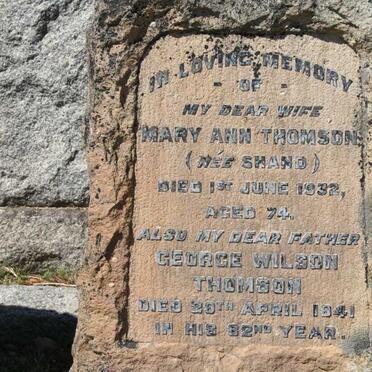 IN LOVING MEMORY
- OF -
MY DEAR WIFE
MARY ANN THOMSON
(NÉE SHAND)
DIED 1ST JUNE 1932,
AGED 74.
ALSO MY DEAR FATHER
GEORGE WILSON
THOMSON
DIED 29TH APRIL 1941
IN HIS 82ND YEAR.